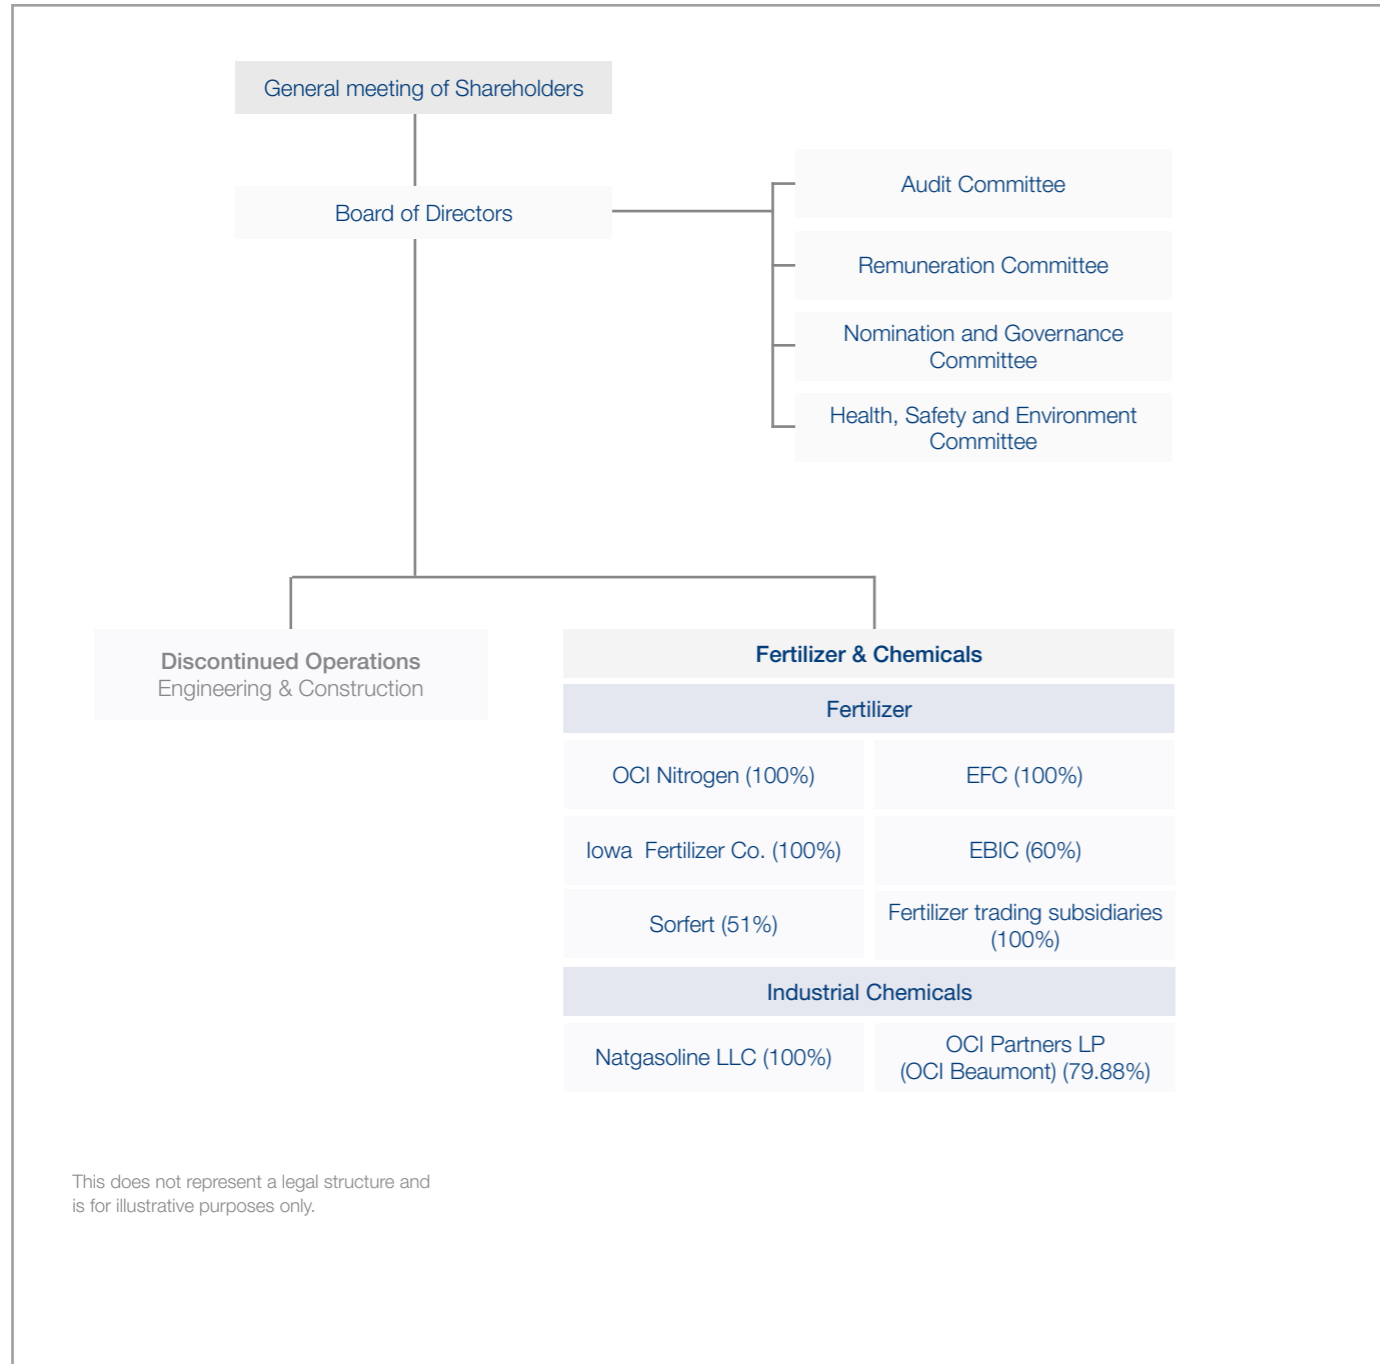 General meeting of Shareholders
Board of Directors
Audit Committee
Remuneration Committee
Nomination and Governance
Committee
Health, Safety and Environment
Committee
Discontinued Operations
Engineering & Construction
Fertilizer & Chemicals
Fertilizer
OCI Nitrogen (100%)
EFC (100%)
Iowa  Fertilizer Co. (100%)
EBIC (60%)
Sorfert (51%)
Fertilizer trading subsidiaries
(100%)
Industrial Chemicals
Natgasoline LLC (100%)
OCI Partners LP
(OCI Beaumont) (79.88%)
This does not represent a legal structure and
is for illustrative purposes only.